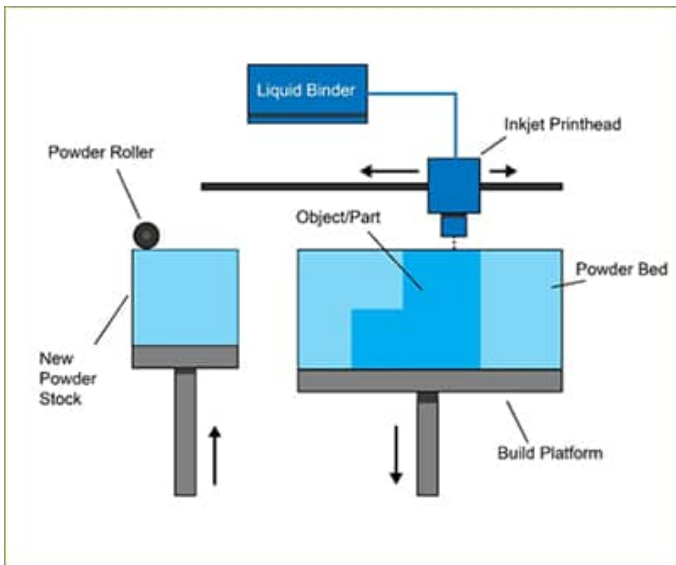 Liquid Binder
Inkjet Printhead
Powder Roller
Object/Part
Powder Bed
New
Powder
Stock
Build Platform